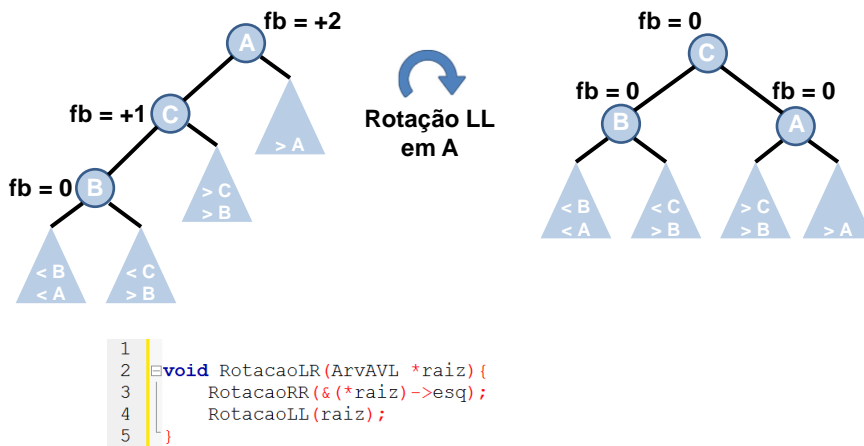 fb = +2
A
fb = +1
C
> A
fb = 0
B
> C
> B
< B
< A
< C
> B
Rotação LL
em A
fb = 0
C
fb = 0
fb = 0
B
A
< B
< A
< C
> B
> C
> B
> A
1
2 void RotacaoLR(ArvAVL *raiz){
3 RotacaoRR(&(*raiz)->esq);
4 RotacaoLL(raiz);
5 }